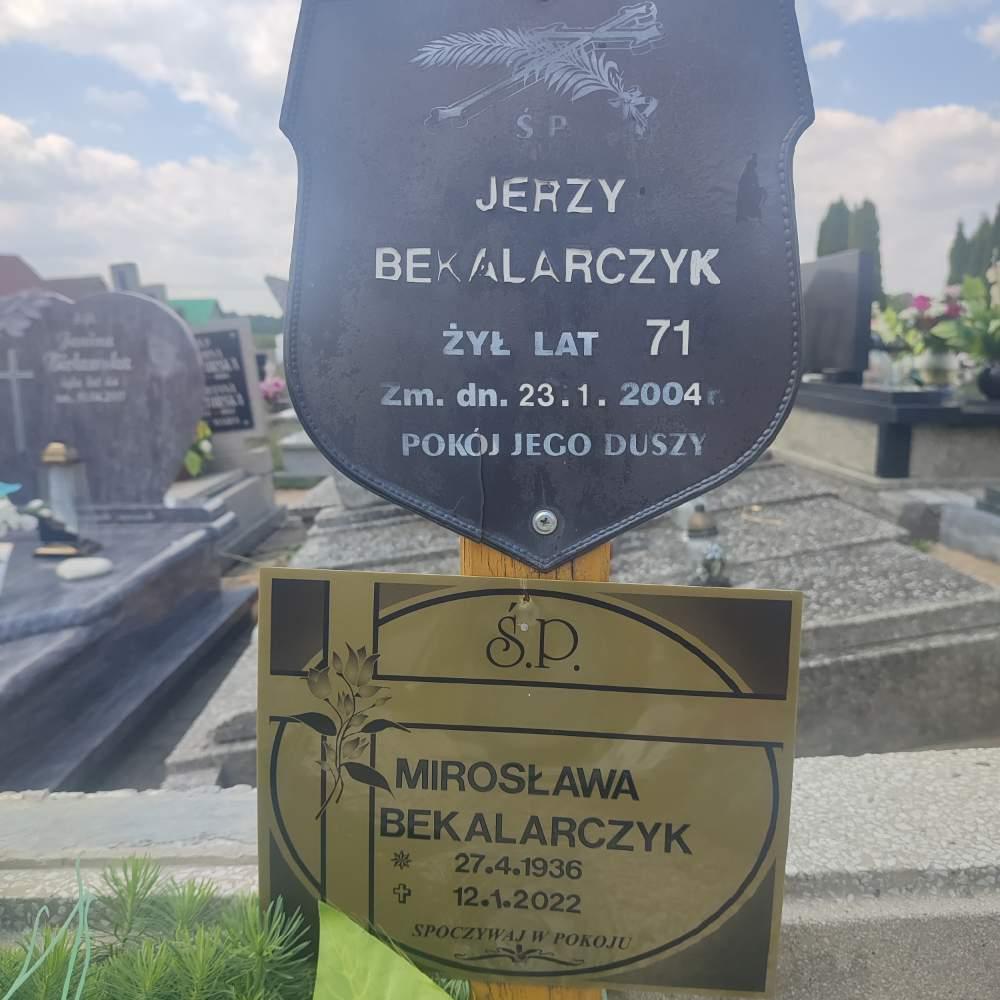 Ś P.
JERZY
BEKALARCZYK
ŻYŁ LAT 71
Zm. dn. 23.1. 2004 r.
POKÓJ JEGO DUSZY
Ś.P.
MIROSŁAWA
BEKALARCZYK
27.4.1936
12.1.2022
SPOCZYWAJ W POKOJU
Janina